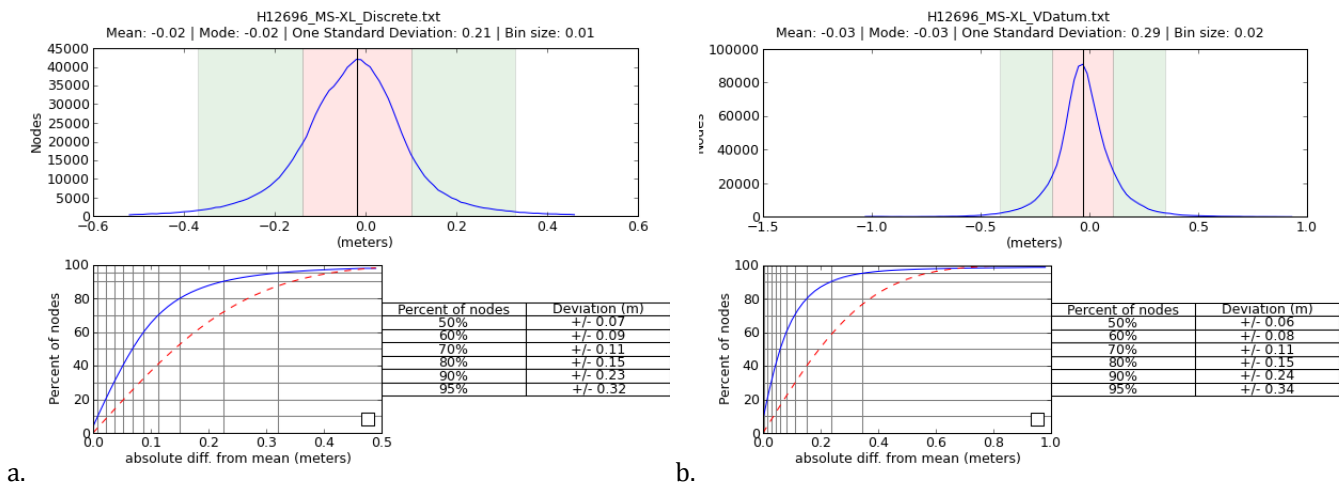 H12696_MS-XL_Discrete.txt
Mean: -0.02 | Mode: -0.02 | One Standard Deviation: 0.21 | Bin size: 0.01
45000
40000
35000
30000
25000
20000
15000
10000
5000
0
Nodes
−0.6 −0.4 −0.2 0.0 0.2 0.4 0.6
(meters)
100
80
60
40
20
0
Percent of nodes
0.0 0.1 0.2 0.3 0.4 0.5
absolute diff. from mean (meters)
Percent of nodes Deviation (m)
50% +/- 0.07
60% +/- 0.09
70% +/- 0.11
80% +/- 0.15
90% +/- 0.23
95% +/- 0.32
a.
H12696_MS-XL_VDatum.txt
Mean: -0.03 | Mode: -0.03 | One Standard Deviation: 0.29 | Bin size: 0.02
100000
80000
60000
40000
20000
0
Nodes
−1.5 −1.0 −0.5 0.0 0.5 1.0
(meters)
100
80
60
40
20
0
Percent of nodes
0.0 0.2 0.4 0.6 0.8 1.0
absolute diff. from mean (meters)
Percent of nodes Deviation (m)
50% +/- 0.06
60% +/- 0.08
70% +/- 0.11
80% +/- 0.15
90% +/- 0.24
95% +/- 0.34
b.